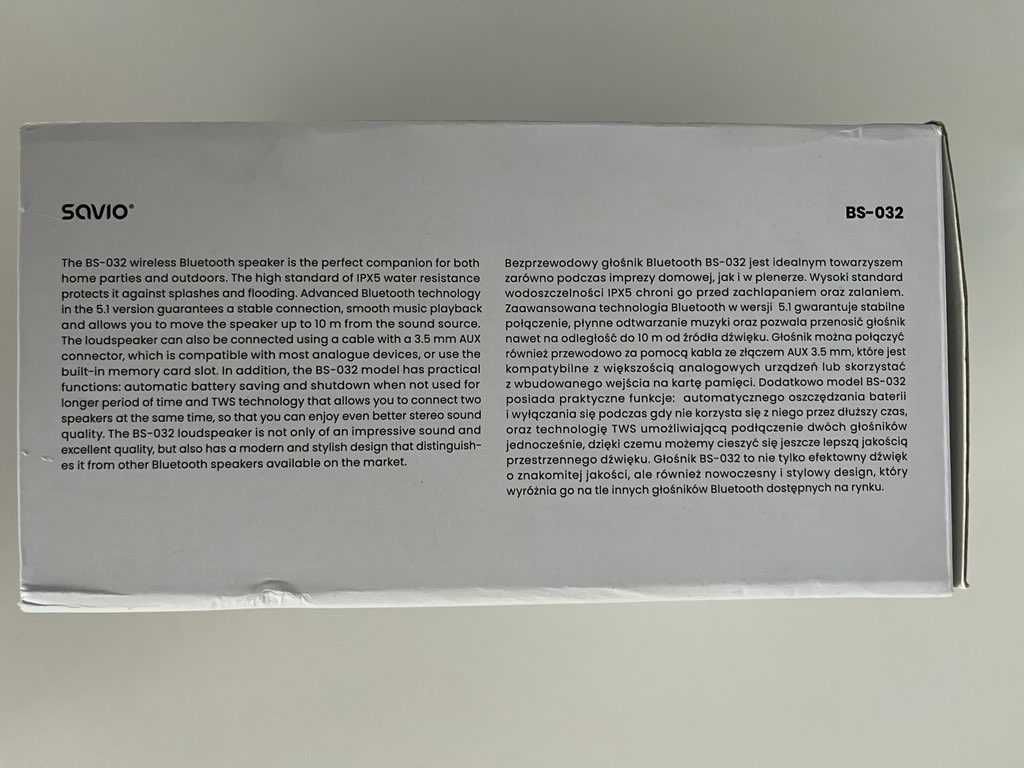 SAVIO®
BS-032
The BS-032 wireless Bluetooth speaker is the perfect companion for both
home parties and outdoors. The high standard of IPX5 water resistance
protects it against splashes and flooding. Advanced Bluetooth technology
in the 5.1 version guarantees a stable connection, smooth music playback
and allows you to move the speaker up to 10 m from the sound source.
The loudspeaker can also be connected using a cable with a 3.5 mm AUX
connector, which is compatible with most analogue devices, or use the
built-in memory card slot. In addition, the BS-032 model has practical
functions: automatic battery saving and shutdown when not used for
longer period of time and TWS technology that allows you to connect two
speakers at the same time, so that you can enjoy even better stereo sound
quality. The BS-032 loudspeaker is not only of an impressive sound and
excellent quality, but also has a modern and stylish design that distinguish-
es it from other Bluetooth speakers available on the market.
Bezprzewodowy głośnik Bluetooth BS-032 jest idealnym towarzyszem
zarówno podczas imprezy domowej, jak i w plenerze. Wysoki standard
wodoszczelności IPX5 chroni go przed zachlapaniem oraz zalaniem.
Zaawansowana technologia Bluetooth w wersji 5.1 gwarantuje stabilne
połączenie, płynne odtwarzanie muzyki oraz pozwala przenosić głośnik
nawet na odległość do 10 m od źródła dźwięku. Głośnik można połączyć
również przewodowo za pomocą kabla ze złączem AUX 3.5 mm, które jest
kompatybilne z większością analogowych urządzeń lub skorzystać
z wbudowanego wejścia na kartę pamięci. Dodatkowo model BS-032
posiada praktyczne funkcje: automatycznego oszczędzania baterii
i wyłączania się podczas gdy nie korzysta się z niego przez dłuższy czas,
oraz technologię TWS umożliwiającą podłączenie dwóch głośników
jednocześnie, dzięki czemu możemy cieszyć się jeszcze lepszą jakością
przestrzennego dźwięku. Głośnik BS-032 to nie tylko efektowny dźwięk
o znakomitej jakości, ale również nowoczesny i stylowy design, który
wyróżnia go na tle innych głośników Bluetooth dostępnych na rynku.